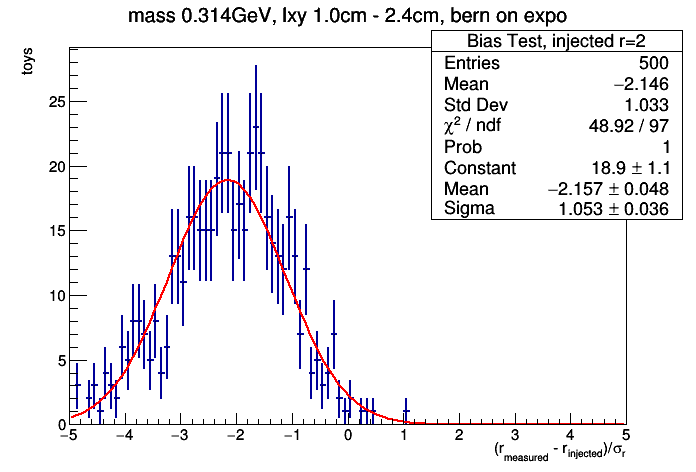 mass 0.314GeV, lxy 1.0cm - 2.4cm, bern on expo
toys
Bias Test, injected r=2
Entries 500
Mean −2.146
Std Dev 1.033
χ² / ndf 48.92 / 97
Prob 1
Constant 18.9 ± 1.1
Mean −2.157 ± 0.048
Sigma 1.053 ± 0.036
25
20
15
10
5
0
−5 −4 −3 −2 −1 0 1 2 3 4 5
(r_measured - r_injected)/σ_r